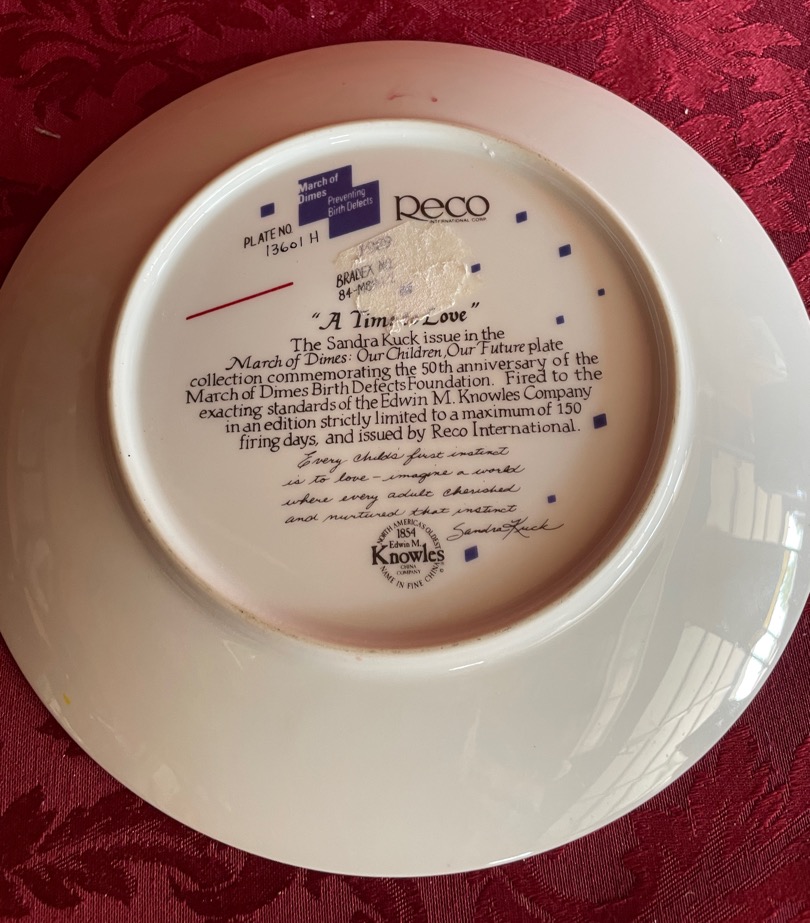 March of
Dimes
Preventing
Birth Defects
Reco
INTERNATIONAL CORP.
PLATE NO.
13601 H
1989
BRADEX NO.
84-
"A Time to Love"
The Sandra Kuck issue in the
March of Dimes: Our Children, Our Future plate
collection commemorating the 50th anniversary of the
March of Dimes Birth Defects Foundation. Fired to the
exacting standards of the Edwin M. Knowles Company
in an edition strictly limited to a maximum of 150
firing days, and issued by Reco International.
Every child's first instinct
is to love – imagine a world
where every adult cherished
and nurtured that instinct
Sandra Kuck
NORTH AMERICA'S OLDEST
1854
Edwin M.
Knowles
CHINA
COMPANY
NAME IN FINE CHINA